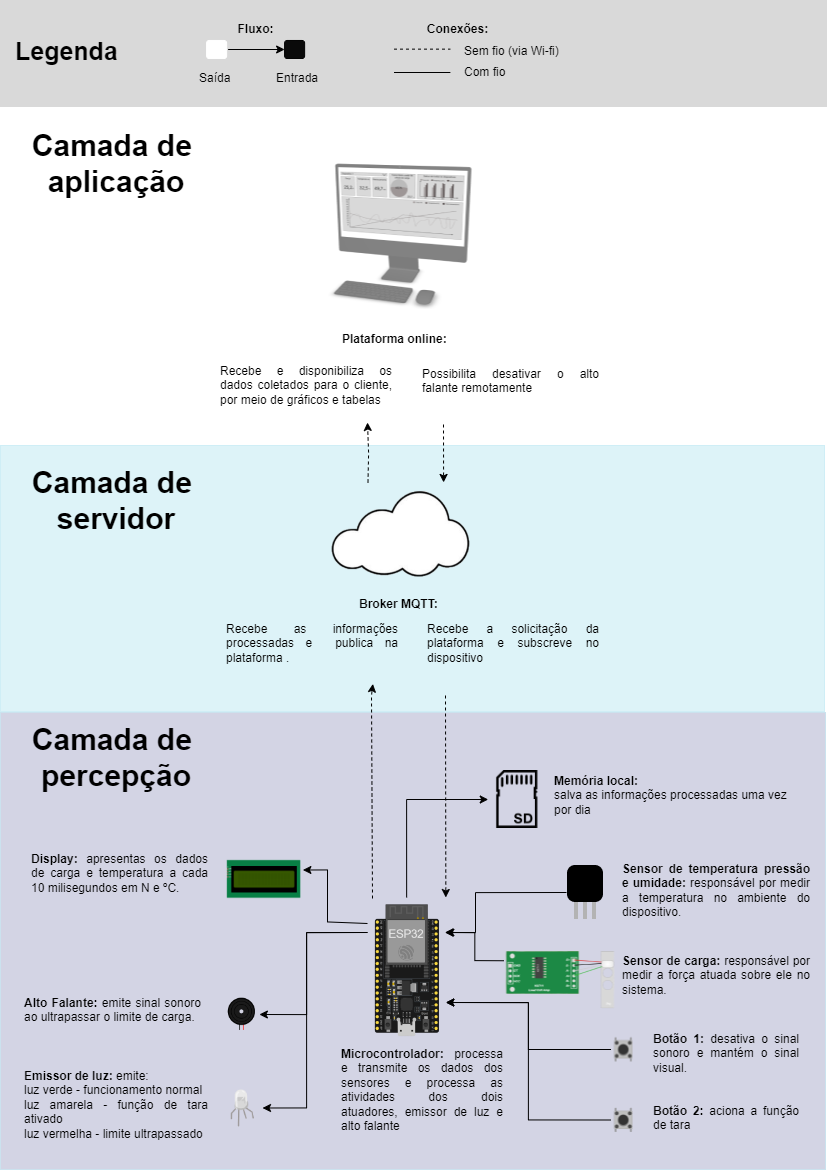 Legenda
Fluxo:
Saída
Entrada
Conexões:
Sem fio (via Wi-fi)
Com fio
Camada de
aplicação
Plataforma online:
Recebe e disponibiliza os
dados coletados para o cliente,
por meio de gráficos e tabelas
Possibilita desativar o alto
falante remotamente
Camada de
servidor
Broker MQTT:
Recebe as informações
processadas e publica na
plataforma .
Recebe a solicitação da
plataforma e subscreve no
dispositivo
Camada de
percepção
SD
Memória local:
salva as informações processadas uma vez
por dia
Display: apresentas os dados
de carga e temperatura a cada
10 milisegundos em N e ºC.
Sensor de temperatura pressão
e umidade: responsável por medir
a temperatura no ambiente do
dispositivo.
ESP32
Sensor de carga: responsável por
medir a força atuada sobre ele no
sistema.
Alto Falante: emite sinal sonoro
ao ultrapassar o limite de carga.
Botão 1: desativa o sinal
sonoro e mantém o sinal
visual.
Microcontrolador: processa
e transmite os dados dos
sensores e processa as
atividades dos dois
atuadores, emissor de luz e
alto falante
Emissor de luz: emite:
luz verde - funcionamento normal
luz amarela - função de tara
ativado
luz vermelha - limite ultrapassado
Botão 2: aciona a função
de tara